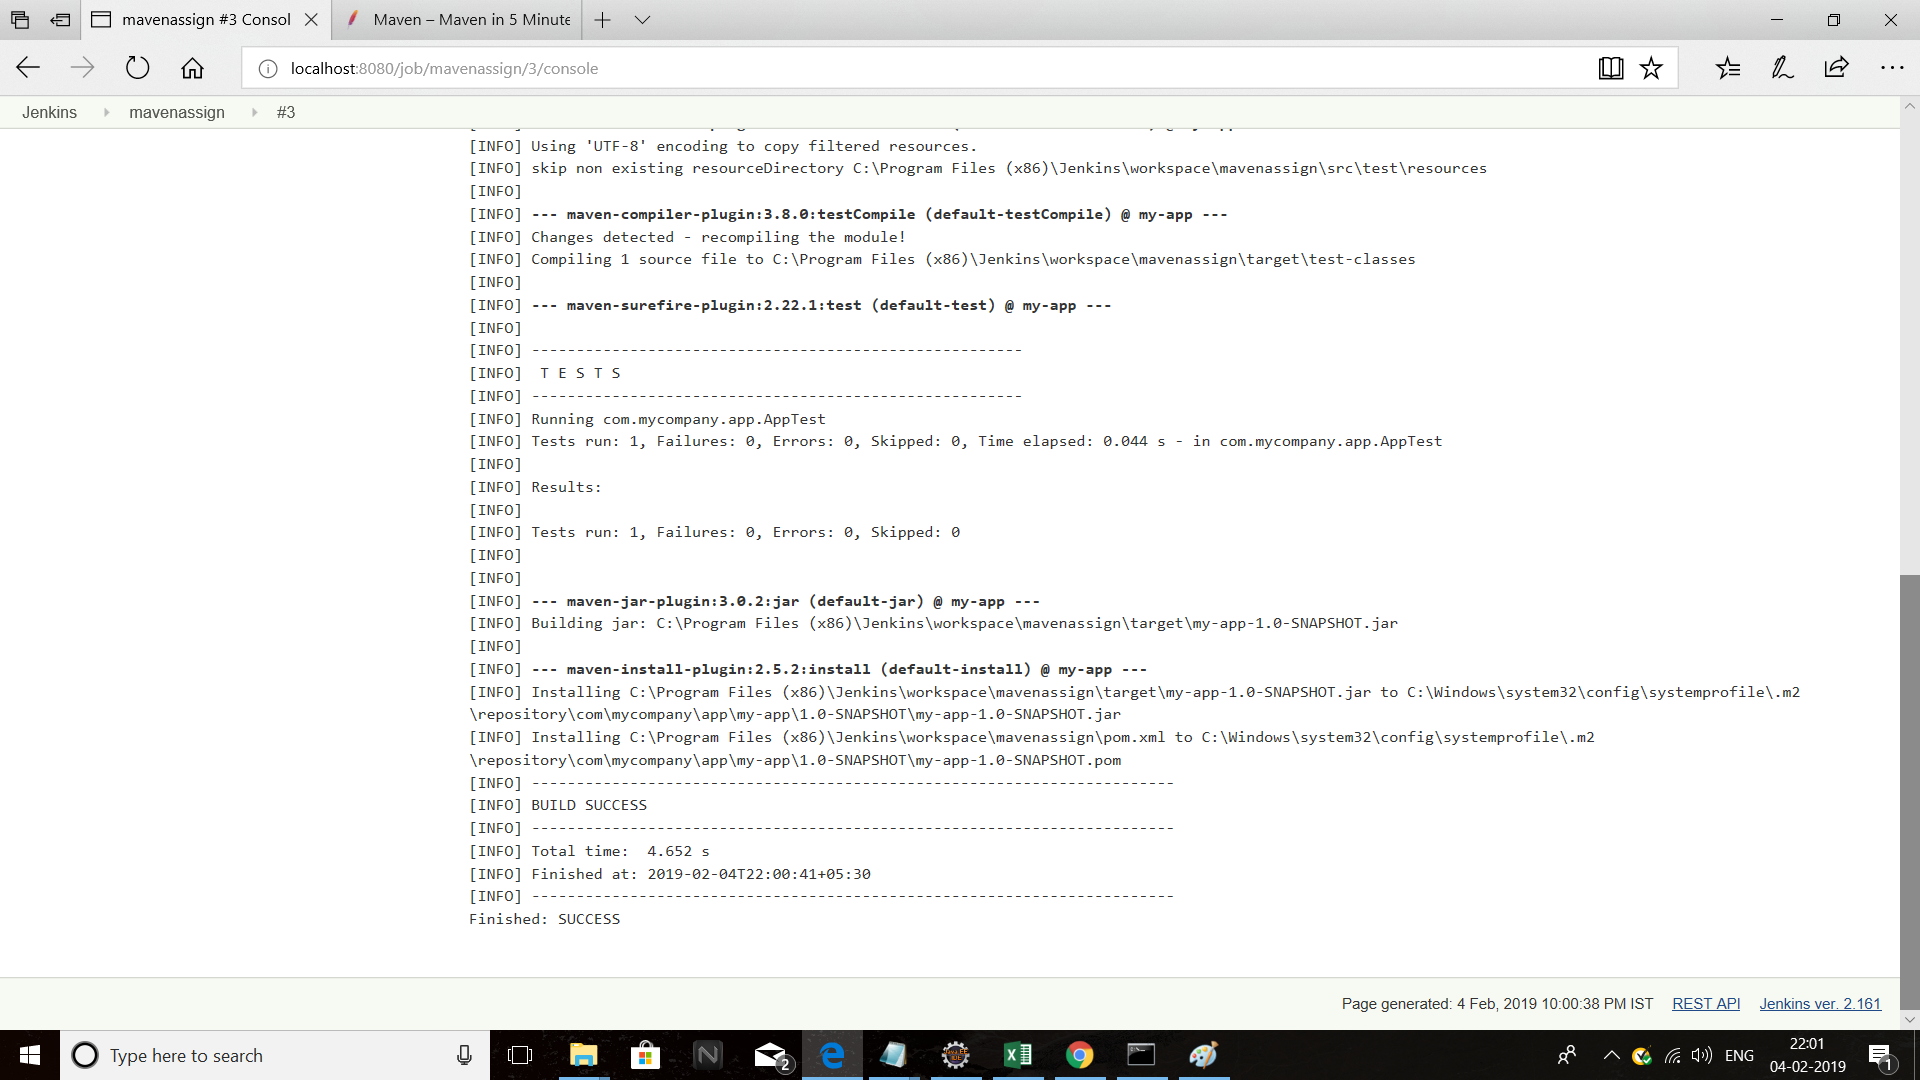 mavenassign #3 Consol
Maven – Maven in 5 Minute
localhost:8080/job/mavenassign/3/console
Jenkins
mavenassign
#3
[INFO] Using 'UTF-8' encoding to copy filtered resources.
[INFO] skip non existing resourceDirectory C:\Program Files (x86)\Jenkins\workspace\mavenassign\src\test\resources
[INFO]
[INFO] --- maven-compiler-plugin:3.8.0:testCompile (default-testCompile) @ my-app ---
[INFO] Changes detected - recompiling the module!
[INFO] Compiling 1 source file to C:\Program Files (x86)\Jenkins\workspace\mavenassign\target\test-classes
[INFO]
[INFO] --- maven-surefire-plugin:2.22.1:test (default-test) @ my-app ---
[INFO]
[INFO] -------------------------------------------------------
[INFO]  T E S T S
[INFO] -------------------------------------------------------
[INFO] Running com.mycompany.app.AppTest
[INFO] Tests run: 1, Failures: 0, Errors: 0, Skipped: 0, Time elapsed: 0.044 s - in com.mycompany.app.AppTest
[INFO]
[INFO] Results:
[INFO]
[INFO] Tests run: 1, Failures: 0, Errors: 0, Skipped: 0
[INFO]
[INFO]
[INFO] --- maven-jar-plugin:3.0.2:jar (default-jar) @ my-app ---
[INFO] Building jar: C:\Program Files (x86)\Jenkins\workspace\mavenassign\target\my-app-1.0-SNAPSHOT.jar
[INFO]
[INFO] --- maven-install-plugin:2.5.2:install (default-install) @ my-app ---
[INFO] Installing C:\Program Files (x86)\Jenkins\workspace\mavenassign\target\my-app-1.0-SNAPSHOT.jar to C:\Windows\system32\config\systemprofile\.m2
\repository\com\mycompany\app\my-app\1.0-SNAPSHOT\my-app-1.0-SNAPSHOT.jar
[INFO] Installing C:\Program Files (x86)\Jenkins\workspace\mavenassign\pom.xml to C:\Windows\system32\config\systemprofile\.m2
\repository\com\mycompany\app\my-app\1.0-SNAPSHOT\my-app-1.0-SNAPSHOT.pom
[INFO] ------------------------------------------------------------------------
[INFO] BUILD SUCCESS
[INFO] ------------------------------------------------------------------------
[INFO] Total time:  4.652 s
[INFO] Finished at: 2019-02-04T22:00:41+05:30
[INFO] ------------------------------------------------------------------------
Finished: SUCCESS
Page generated: 4 Feb, 2019 10:00:38 PM IST
REST API
Jenkins ver. 2.161
Type here to search
2
ENG
22:01
04-02-2019
1